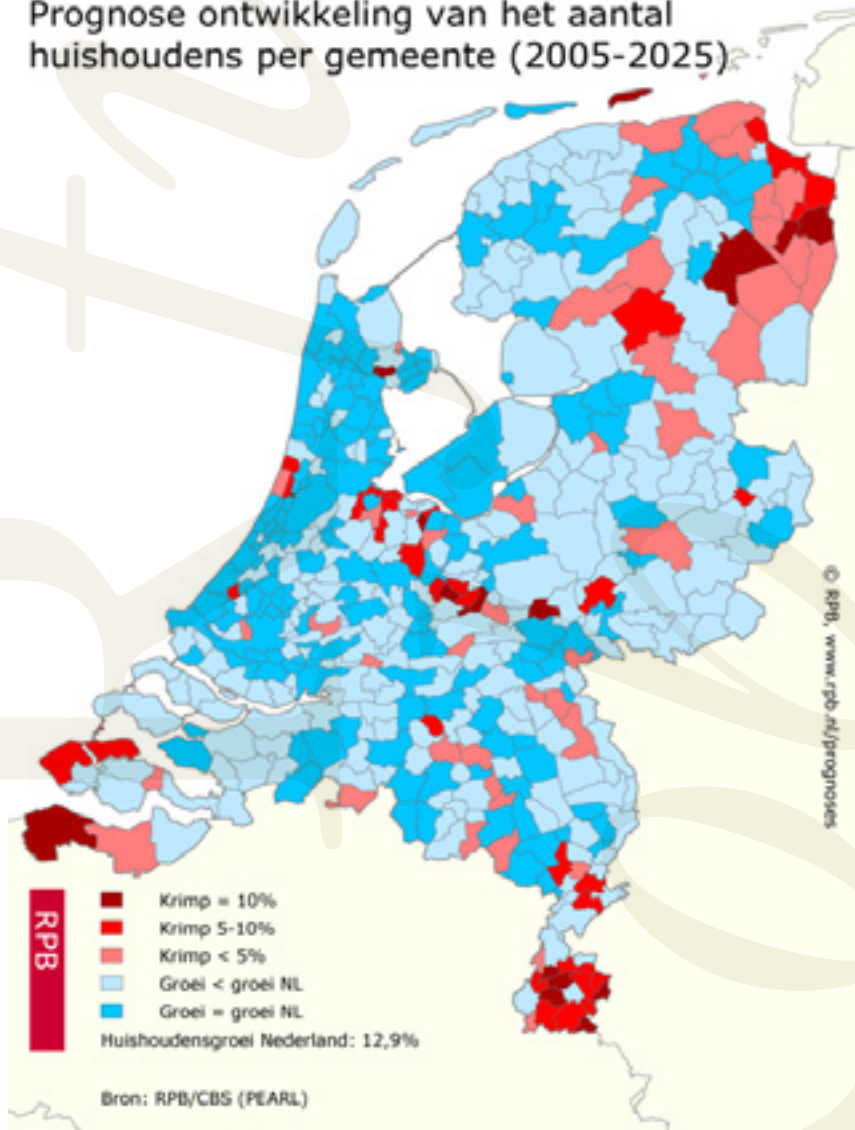 Prognose ontwikkeling van het aantal
huishoudens per gemeente (2005-2025)
© RPB, www.rpb.nl/prognoses
RPB
Krimp = 10%
Krimp 5-10%
Krimp < 5%
Groei < groei NL
Groei = groei NL
Huishoudensgroei Nederland: 12,9%
Bron: RPB/CBS (PEARL)